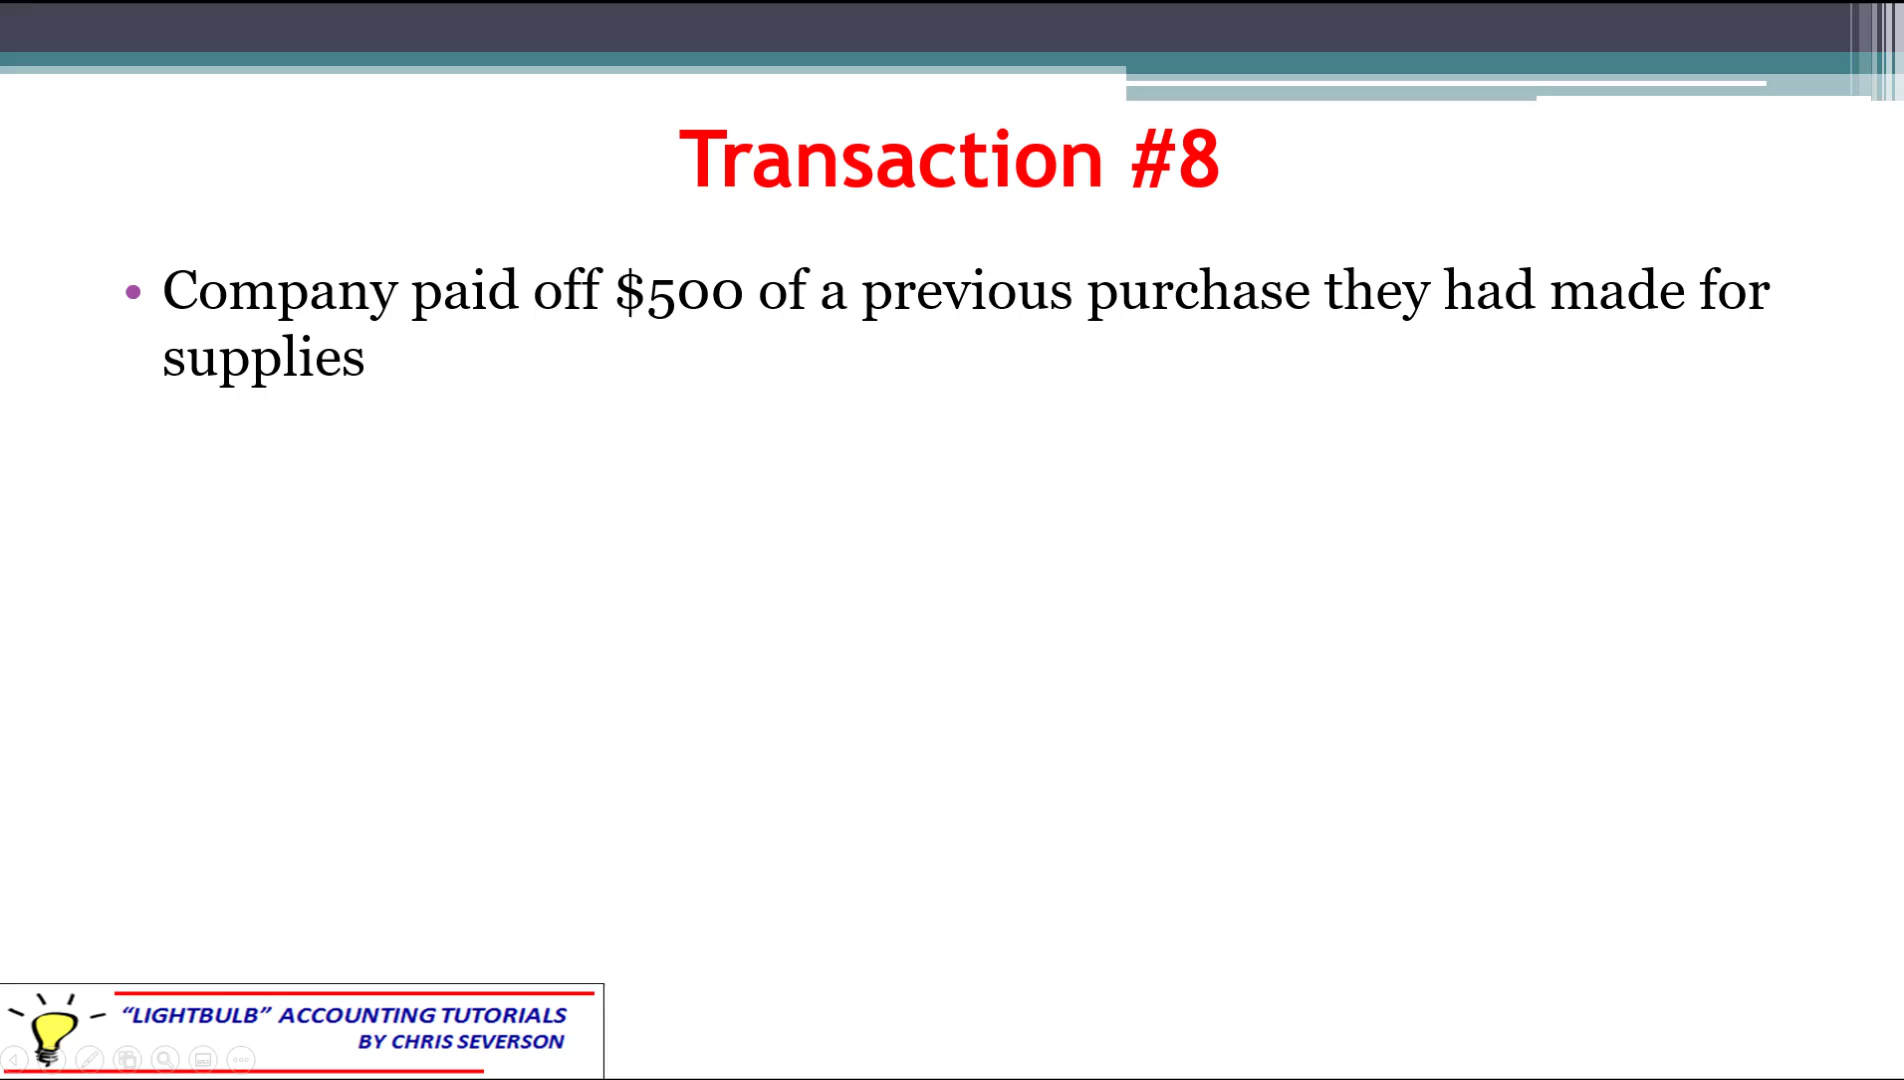 Transaction #8
• Company paid off $500 of a previous purchase they had made for
supplies
“LIGHTBULB” ACCOUNTING TUTORIALS
BY CHRIS SEVERSON